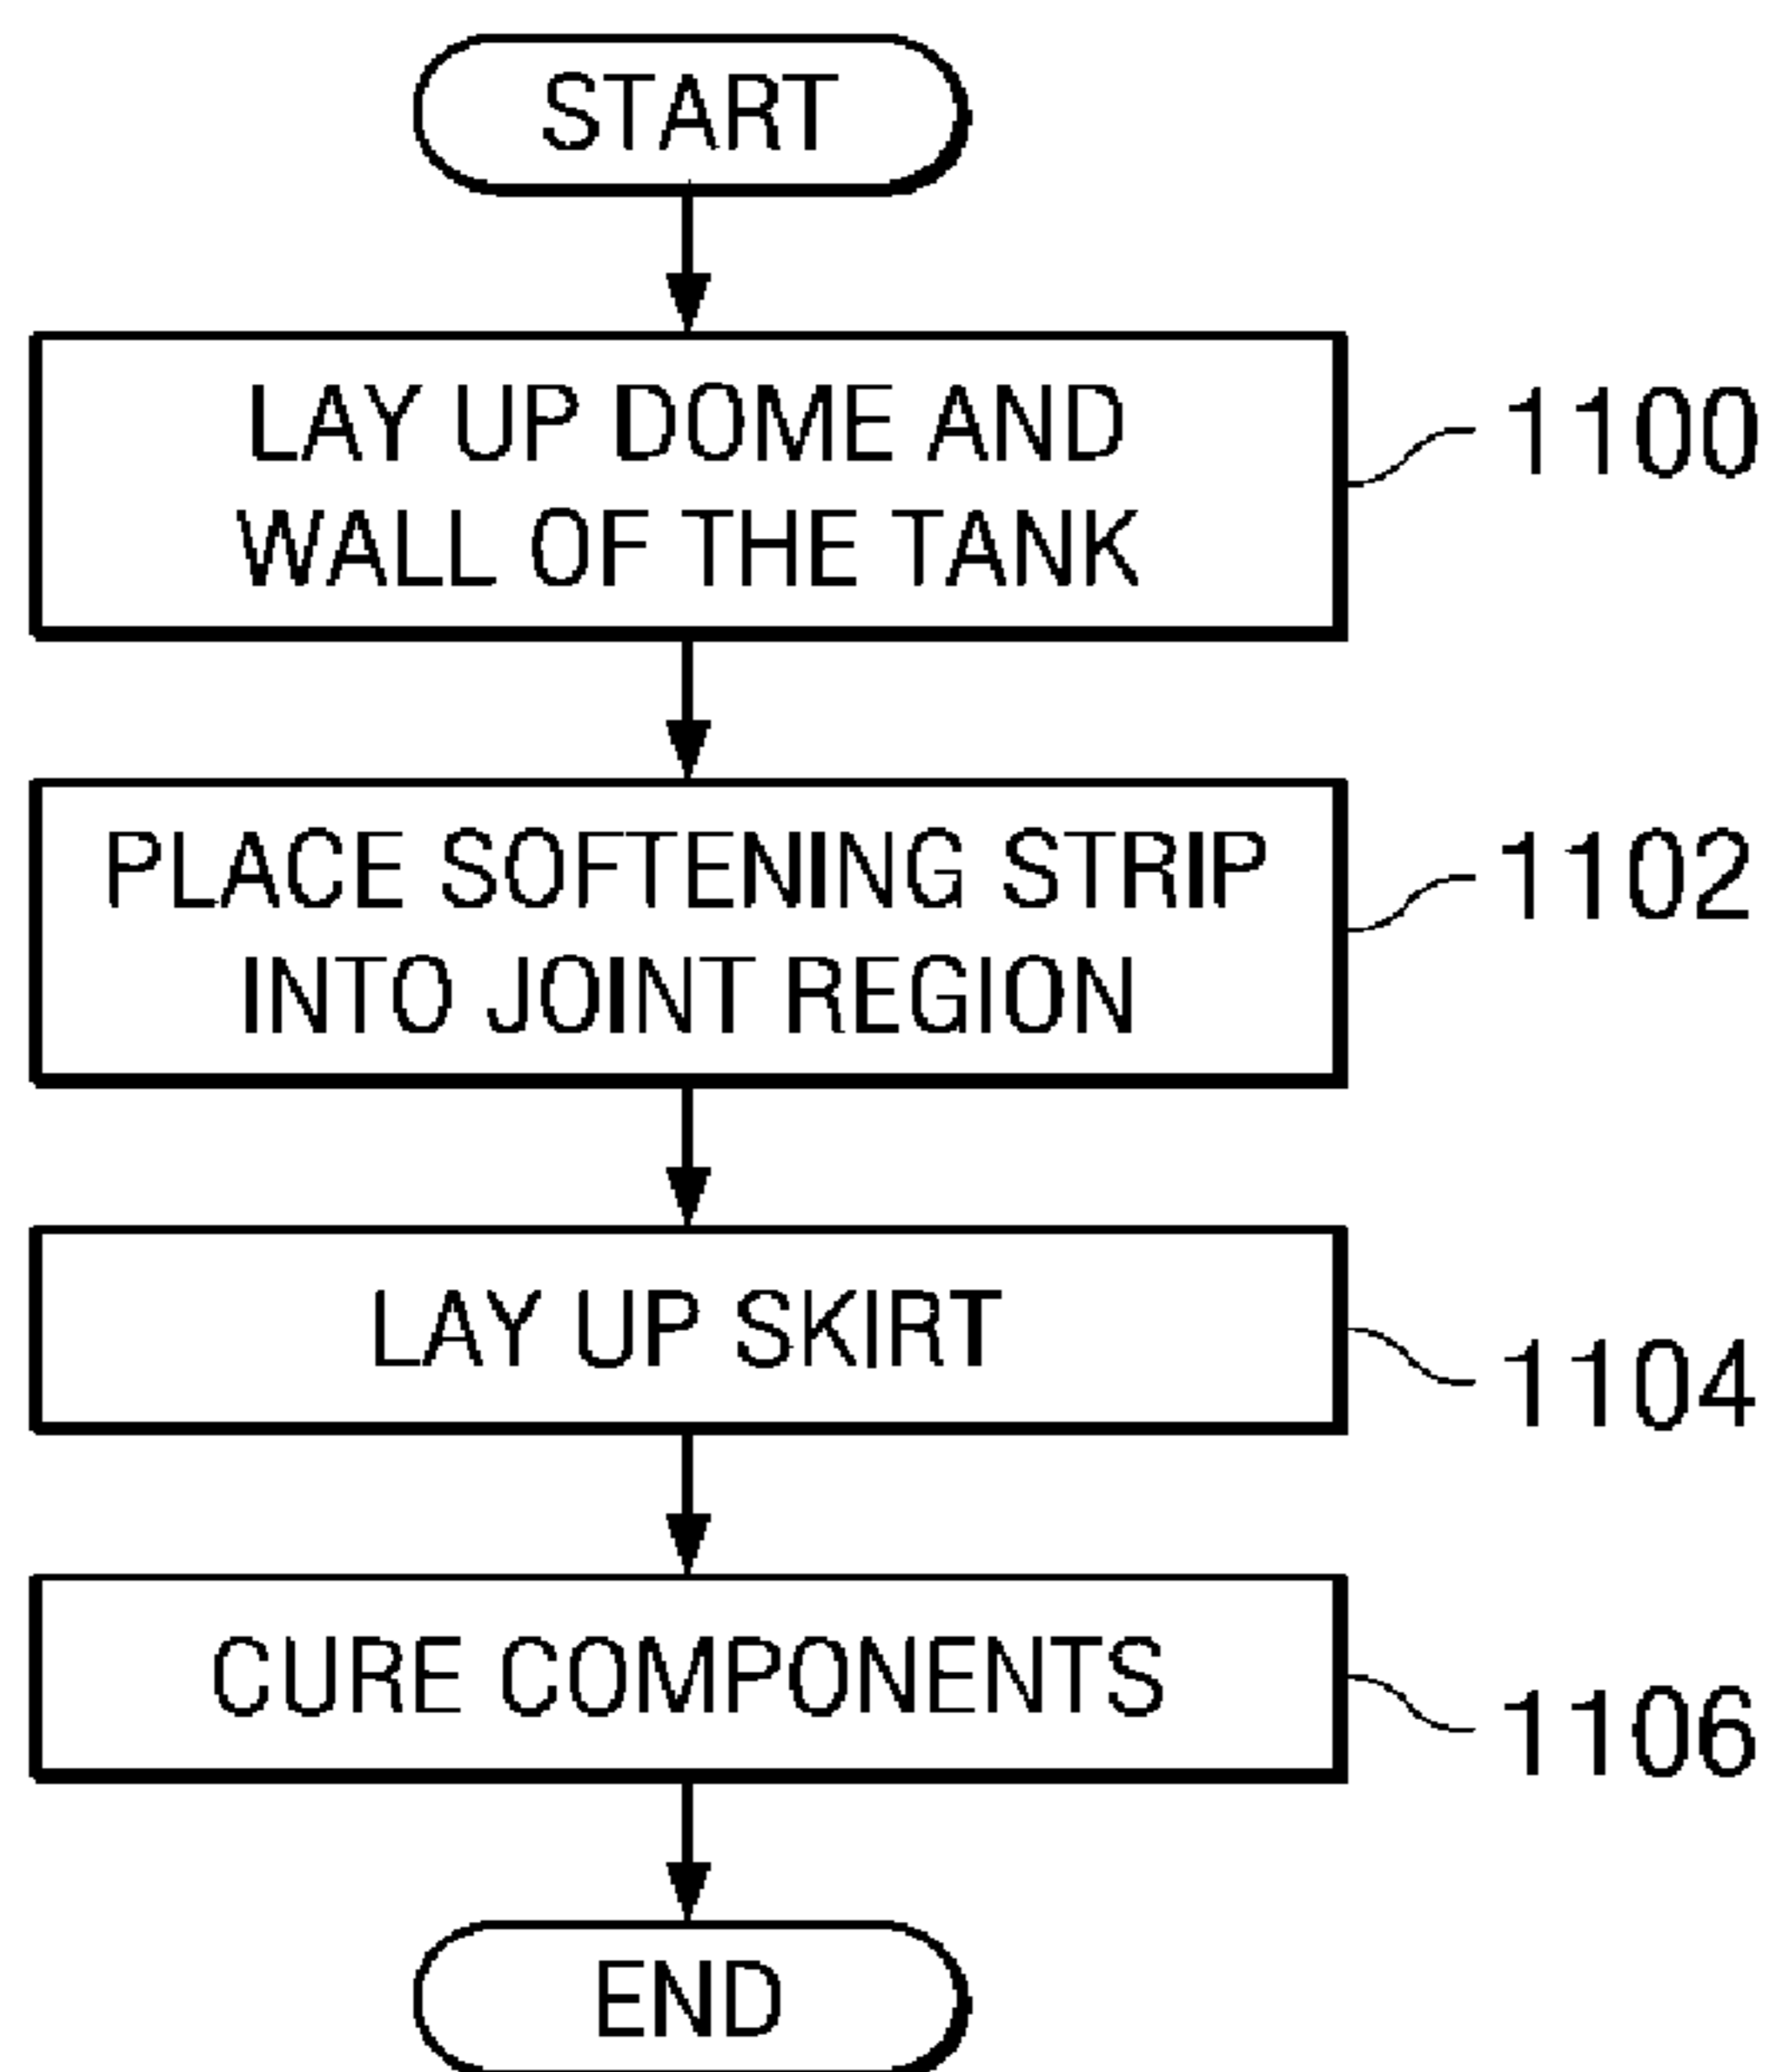 START
LAY UP DOME AND
WALL OF THE TANK
1100
PLACE SOFTENING STRIP
INTO JOINT REGION
1102
LAY UP SKIRT
1104
CURE COMPONENTS
1106
END